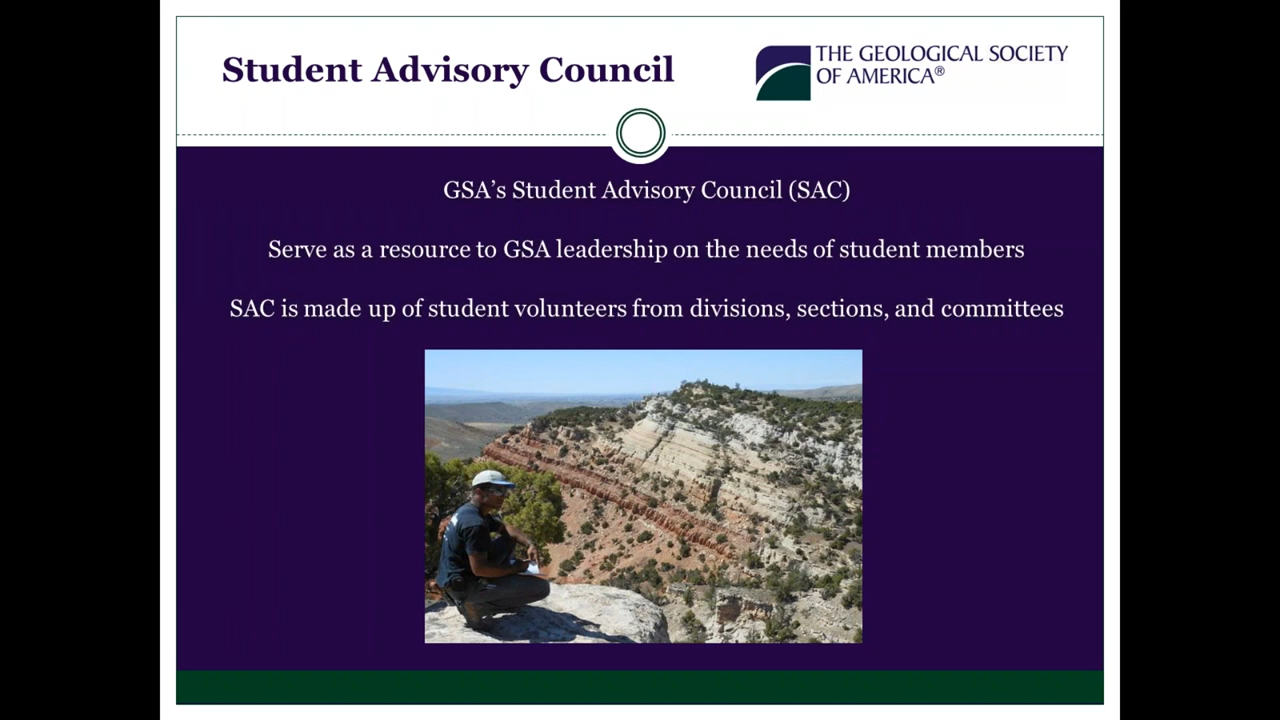 Student Advisory Council
THE GEOLOGICAL SOCIETY
OF AMERICA®
GSA’s Student Advisory Council (SAC)
Serve as a resource to GSA leadership on the needs of student members
SAC is made up of student volunteers from divisions, sections, and committees